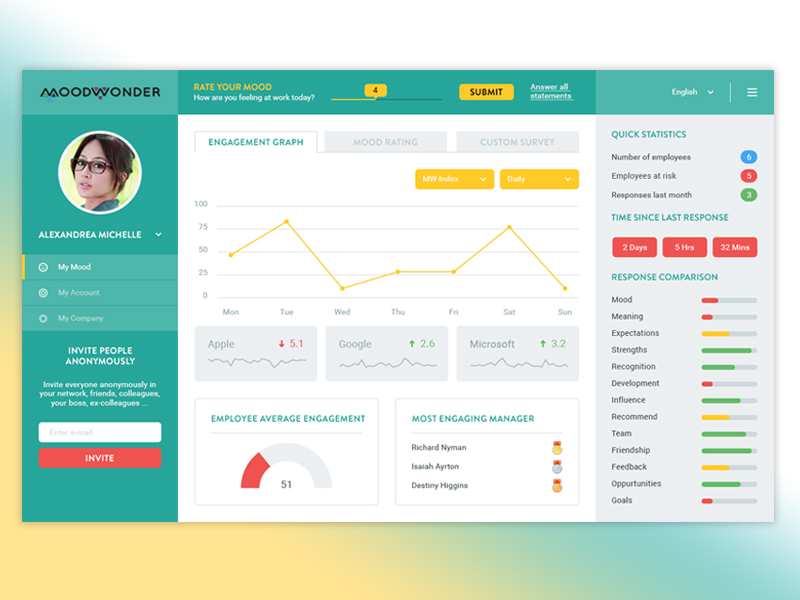 MOODWONDER
RATE YOUR MOOD
How are you feeling at work today?
4
SUBMIT
Answer all
statements
English
ALEXANDREA MICHELLE
My Mood
My Account
My Company
INVITE PEOPLE
ANONYMOUSLY
Invite everyone anonymously in
your network, friends, colleagues,
your boss, ex-colleagues ...
Enter e-mail
INVITE
ENGAGEMENT GRAPH
MOOD RATING
CUSTOM SURVEY
MW-Index
Daily
100
75
50
25
0
Mon
Tue
Wed
Thu
Fri
Sat
Sun
Apple
5.1
Google
2.6
Microsoft
3.2
EMPLOYEE AVERAGE ENGAGEMENT
51
MOST ENGAGING MANAGER
Richard Nyman
Isaiah Ayrton
Destiny Higgins
QUICK STATISTICS
Number of employees 6
Employees at risk 5
Responses last month 3
TIME SINCE LAST RESPONSE
2 Days
5 Hrs
32 Mins
RESPONSE COMPARISON
Mood
Meaning
Expectations
Strengths
Recognition
Development
Influence
Recommend
Team
Friendship
Feedback
Oppurtunities
Goals